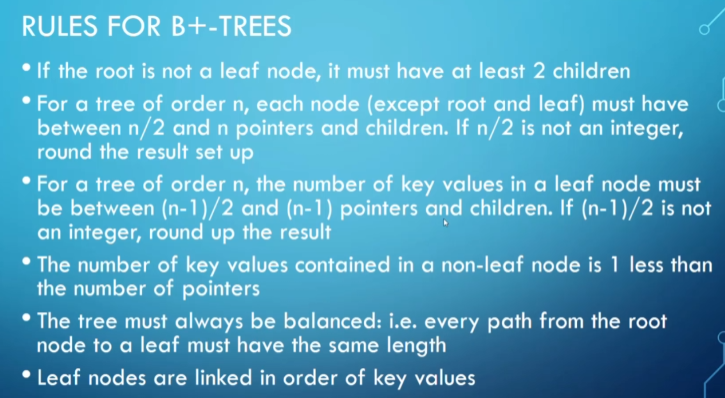 RULES FOR B+-TREES
• If the root is not a leaf node, it must have at least 2 children
• For a tree of order n, each node (except root and leaf) must have
between n/2 and n pointers and children. If n/2 is not an integer,
round the result set up
• For a tree of order n, the number of key values in a leaf node must
be between (n-1)/2 and (n-1) pointers and children. If (n-1)/2 is not
an integer, round up the result
• The number of key values contained in a non-leaf node is 1 less than
the number of pointers
• The tree must always be balanced: i.e. every path from the root
node to a leaf must have the same length
• Leaf nodes are linked in order of key values